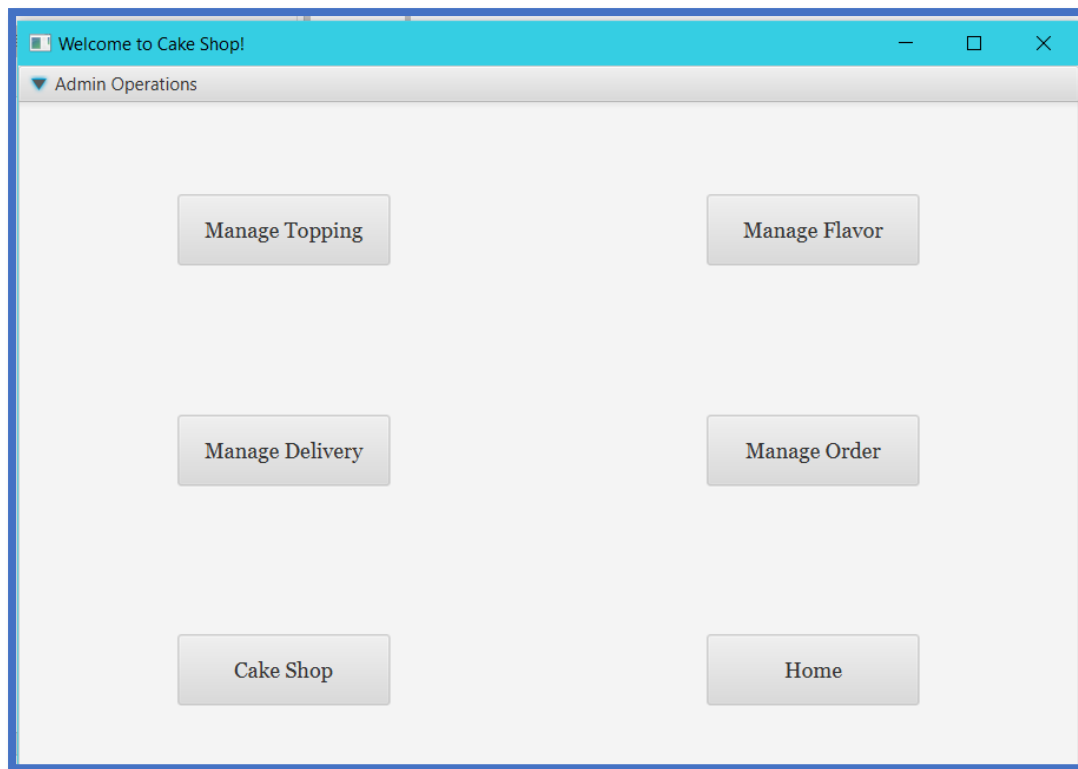 Welcome to Cake Shop!
Admin Operations
Manage Topping
Manage Flavor
Manage Delivery
Manage Order
Cake Shop
Home